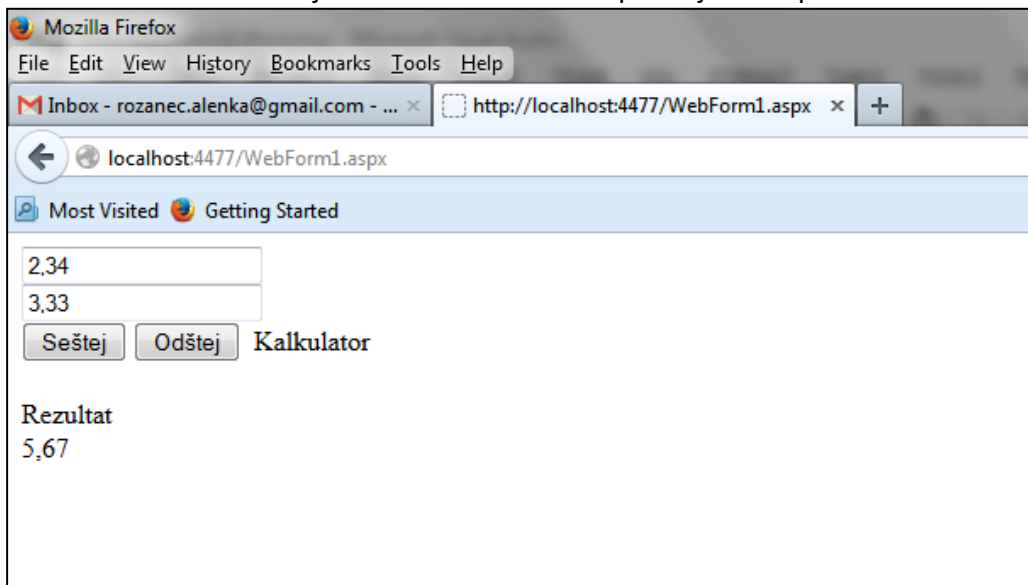 Mozilla Firefox
File Edit View History Bookmarks Tools Help
Inbox - rozanec.alenka@gmail.com - ... × http://localhost:4477/WebForm1.aspx × +
localhost:4477/WebForm1.aspx
Most Visited Getting Started
2,34
3,33
Seštej Odštej Kalkulator
Rezultat
5,67